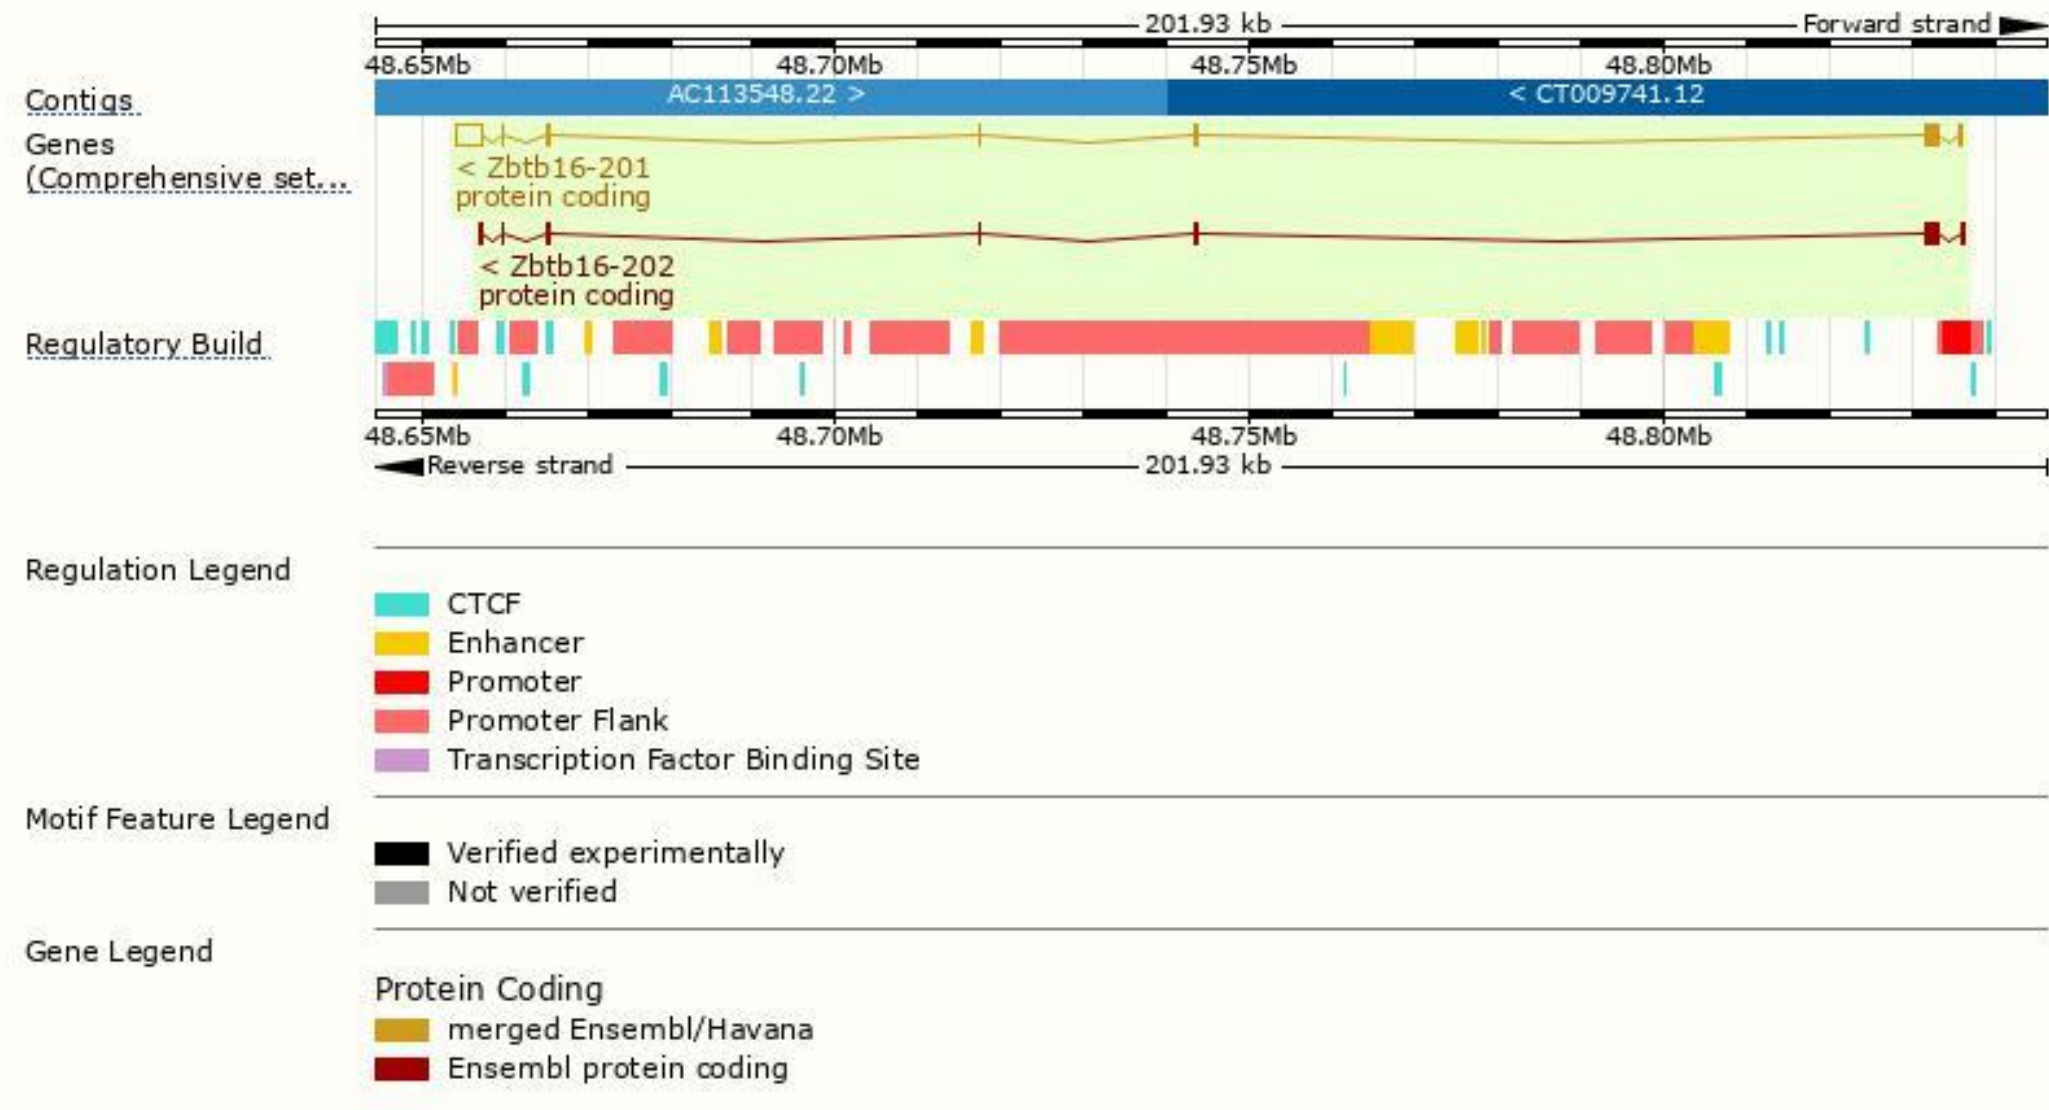 201.93 kb Forward strand
48.65Mb 48.70Mb 48.75Mb 48.80Mb
Contigs AC113548.22 > < CT009741.12
Genes
(Comprehensive set...
< Zbtb16-201
protein coding
< Zbtb16-202
protein coding
Regulatory Build
48.65Mb 48.70Mb 48.75Mb 48.80Mb
Reverse strand 201.93 kb
Regulation Legend
CTCF
Enhancer
Promoter
Promoter Flank
Transcription Factor Binding Site
Motif Feature Legend
Verified experimentally
Not verified
Gene Legend
Protein Coding
merged Ensembl/Havana
Ensembl protein coding